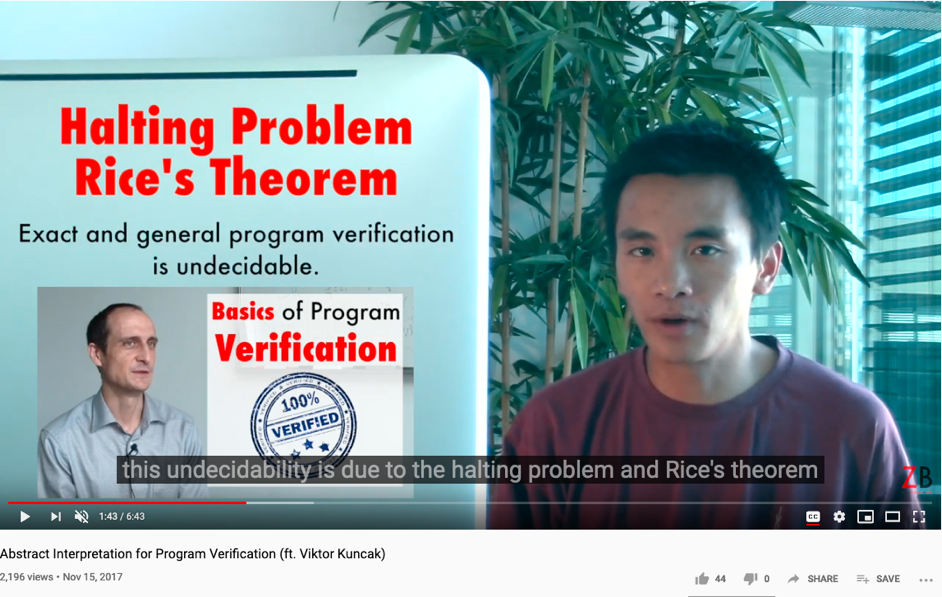 Halting Problem
Rice's Theorem
Exact and general program verification
is undecidable.
Basics of Program
Verification
100%
VERIFIED
this undecidability is due to the halting problem and Rice's theorem
ZB
1:43 / 6:43
CC
Abstract Interpretation for Program Verification (ft. Viktor Kuncak)
2,196 views • Nov 15, 2017
44
0
SHARE
SAVE